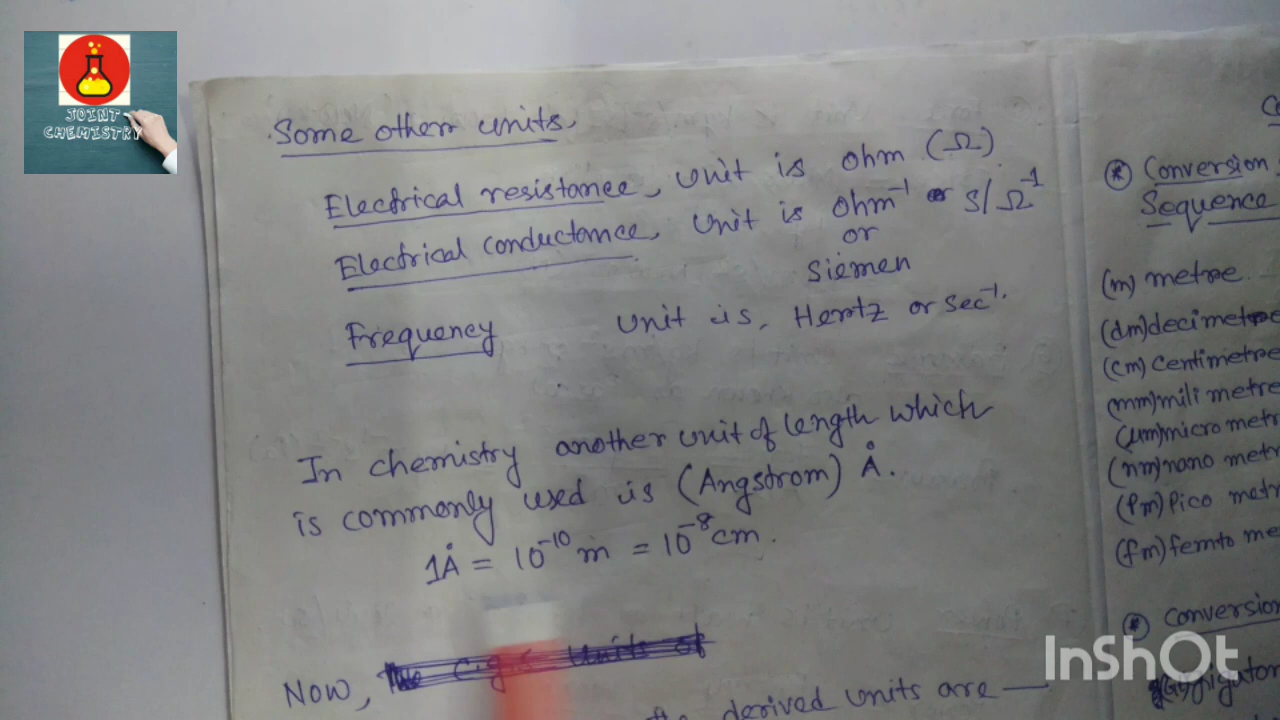 JOINT
CHEMISTRY
Some other units,
Electrical resistance, unit is ohm (Ω).
Electrical conductance, unit is ohm⁻¹ or S/Ω⁻¹
or
siemen
Frequency unit is, Hertz or sec⁻¹.
In chemistry another unit of length which
is commonly used is (Angstrom) Å.
1Å = 10⁻¹⁰ m = 10⁻⁸ cm.
Now,
derived units are —
* Conversion
Sequence
(m) metre
(dm) decimetre
(cm) centimetre
(mm) mili metre
(μm) micro metr
(nm) nano metr
(Pm) Pico metr
(fm) femto me
* Conversion
InShOt